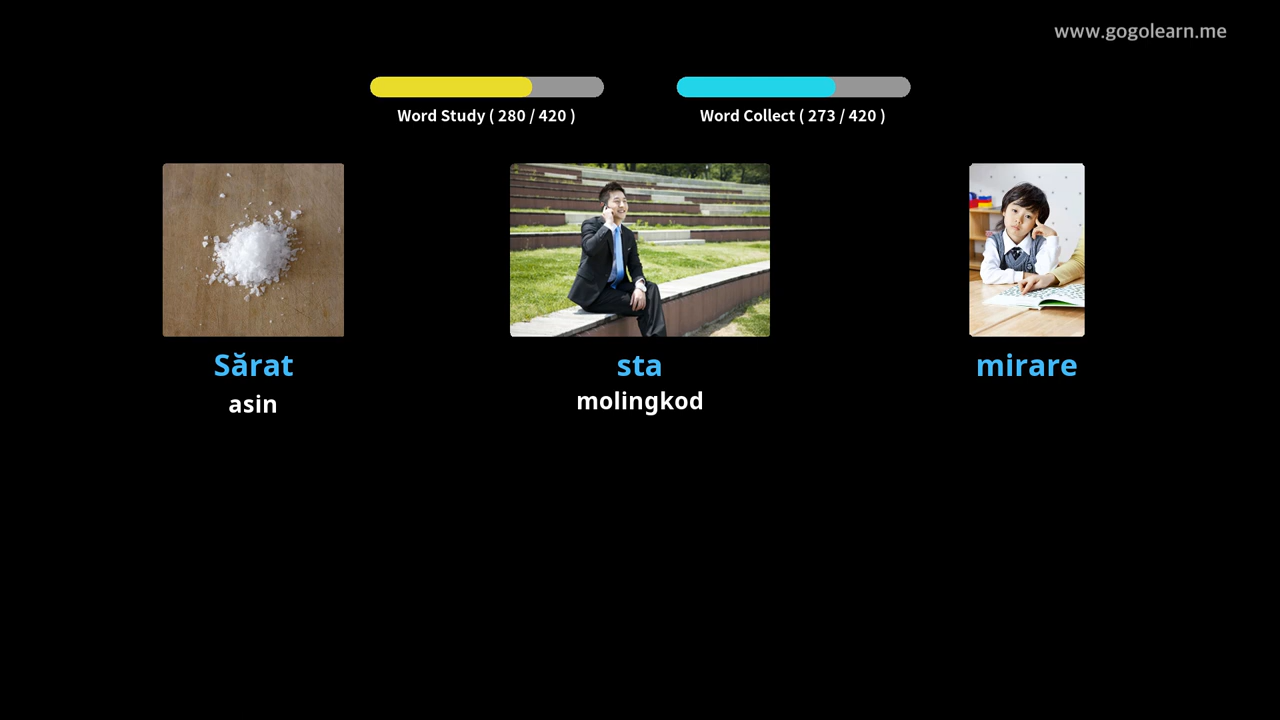 www.gogolearn.me
Word Study ( 280 / 420 )
Word Collect ( 273 / 420 )
Sărat
asin
sta
molingkod
mirare